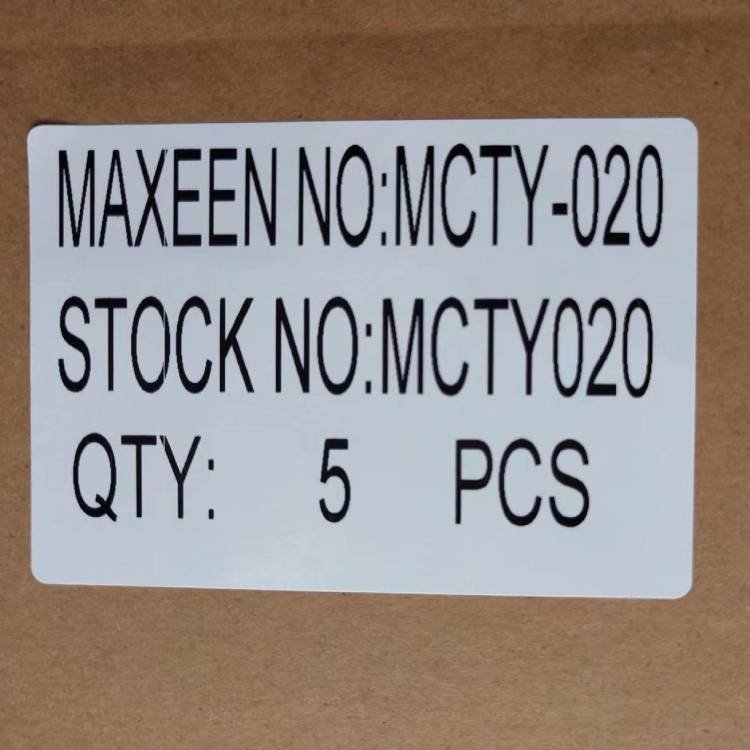 MAXEEN NO:MCTY-020
STOCK NO:MCTY020
QTY: 5 PCS